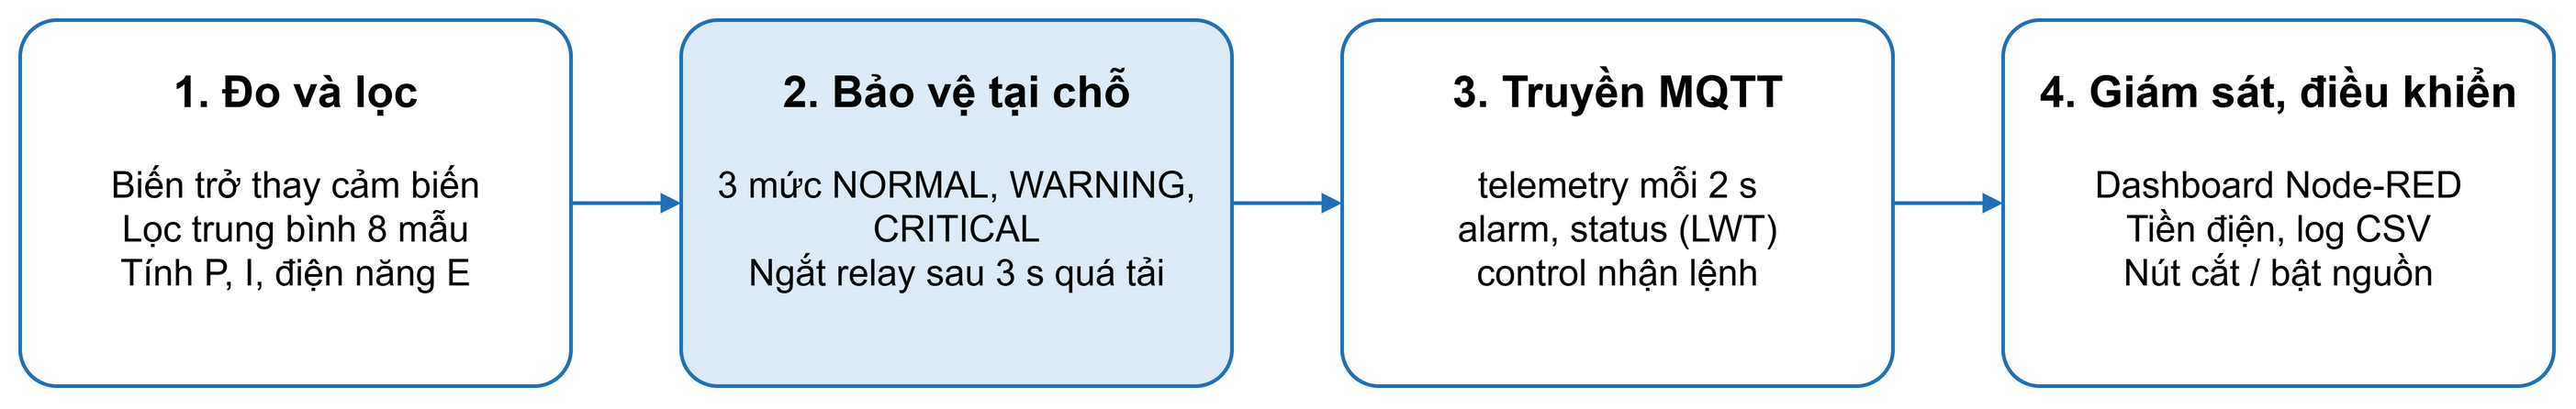 1. Đo và lọc
Biến trở thay cảm biến
Lọc trung bình 8 mẫu
Tính P, I, điện năng E
2. Bảo vệ tại chỗ
3 mức NORMAL, WARNING,
CRITICAL
Ngắt relay sau 3 s quá tải
3. Truyền MQTT
telemetry mỗi 2 s
alarm, status (LWT)
control nhận lệnh
4. Giám sát, điều khiển
Dashboard Node-RED
Tiền điện, log CSV
Nút cắt / bật nguồn